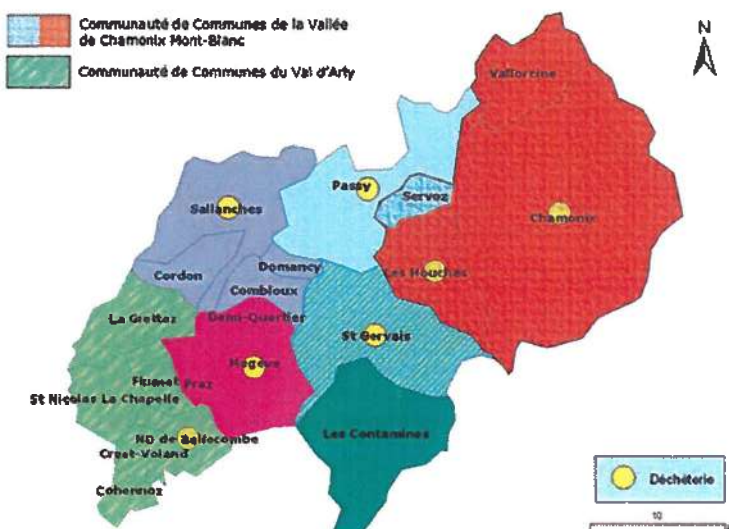 Communauté de Communes de la Vallée
de Chamonix Mont-Blanc
Communauté de Communes du Val d'Arly
N
Vallorcine
Passy
Servoz
Sallanches
Chamonix
Domancy
Cordon
Les Houches
Combloux
La Giettaz
Demi-Quartier
St Gervais
Megève
Flumet
Praz
St Nicolas La Chapelle
Les Contamines
ND de Bellecombe
Crest-Voland
Cohennoz
Déchèterie
10